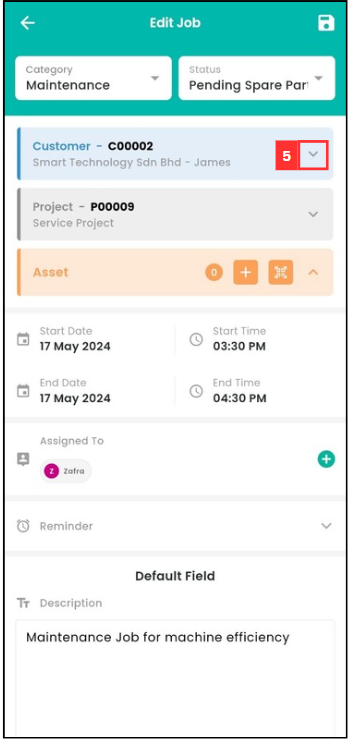 Edit Job
Category
Maintenance
Status
Pending Spare Par
Customer - C00002
Smart Technology Sdn Bhd - James
5
Project - P00009
Service Project
Asset
0
Start Date
17 May 2024
Start Time
03:30 PM
End Date
17 May 2024
End Time
04:30 PM
Assigned To
Z Zafra
Reminder
Default Field
Tт Description
Maintenance Job for machine efficiency